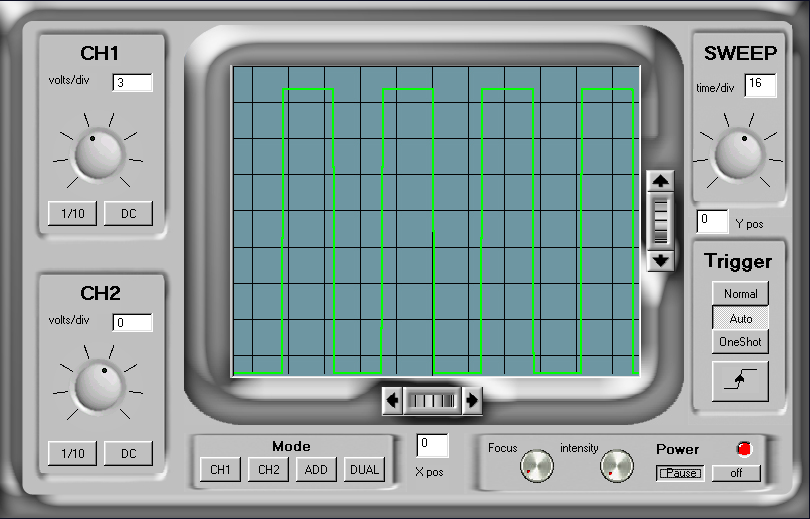 CH1
volts/div 3
1/10 DC
CH2
volts/div 0
1/10 DC
SWEEP
time/div 16
0 Y pos
Trigger
Normal
Auto
OneShot
Mode
CH1 CH2 ADD DUAL
0
X pos
Focus intensity Power
Pause off